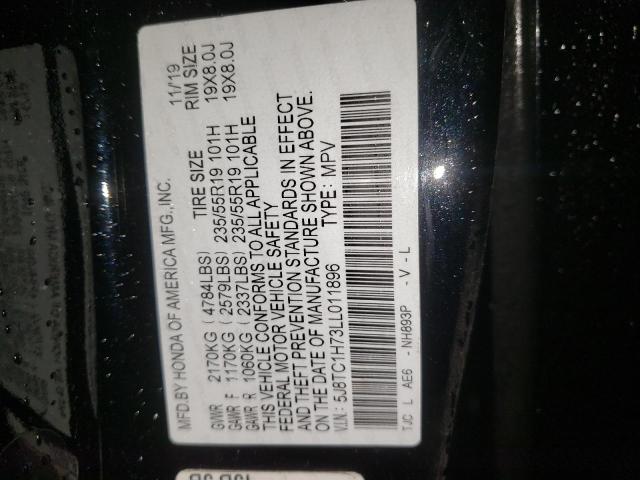 MFD.BY HONDA OF AMERICA MFG.,INC. 11/19
TIRE SIZE RIM SIZE
GVWR 2170KG (4784LBS)
GAWR F 1170KG (2579LBS) 235/55R19 101H 19X8.0J
GAWR R 1060KG (2337LBS) 235/55R19 101H 19X8.0J
THIS VEHICLE CONFORMS TO ALL APPLICABLE
FEDERAL MOTOR VEHICLE SAFETY
AND THEFT PREVENTION STANDARDS IN EFFECT
ON THE DATE OF MANUFACTURE SHOWN ABOVE.
V.I.N.: 5J8TC1H73LL011896 TYPE: MPV
TJC L AE6 -NH893P -V-L